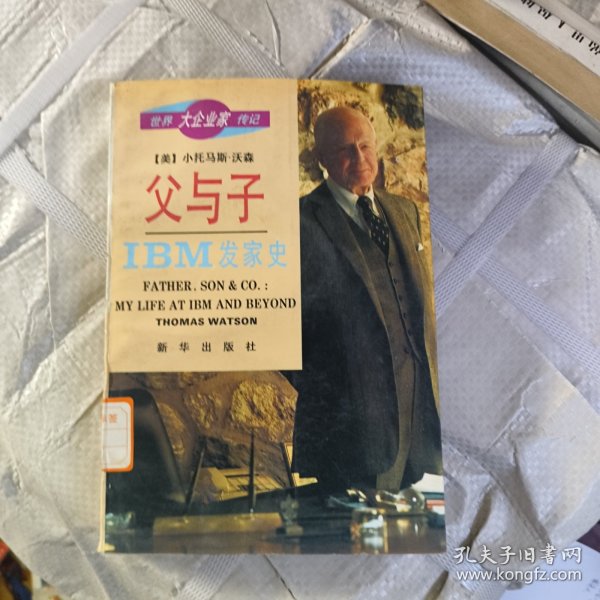 世界 大企业家 传记
【美】小托马斯·沃森
父与子
IBM发家史
FATHER. SON & CO. :
MY LIFE AT IBM AND BEYOND
THOMAS WATSON
新华出版社
孔夫子旧书网
www.kongfz.com